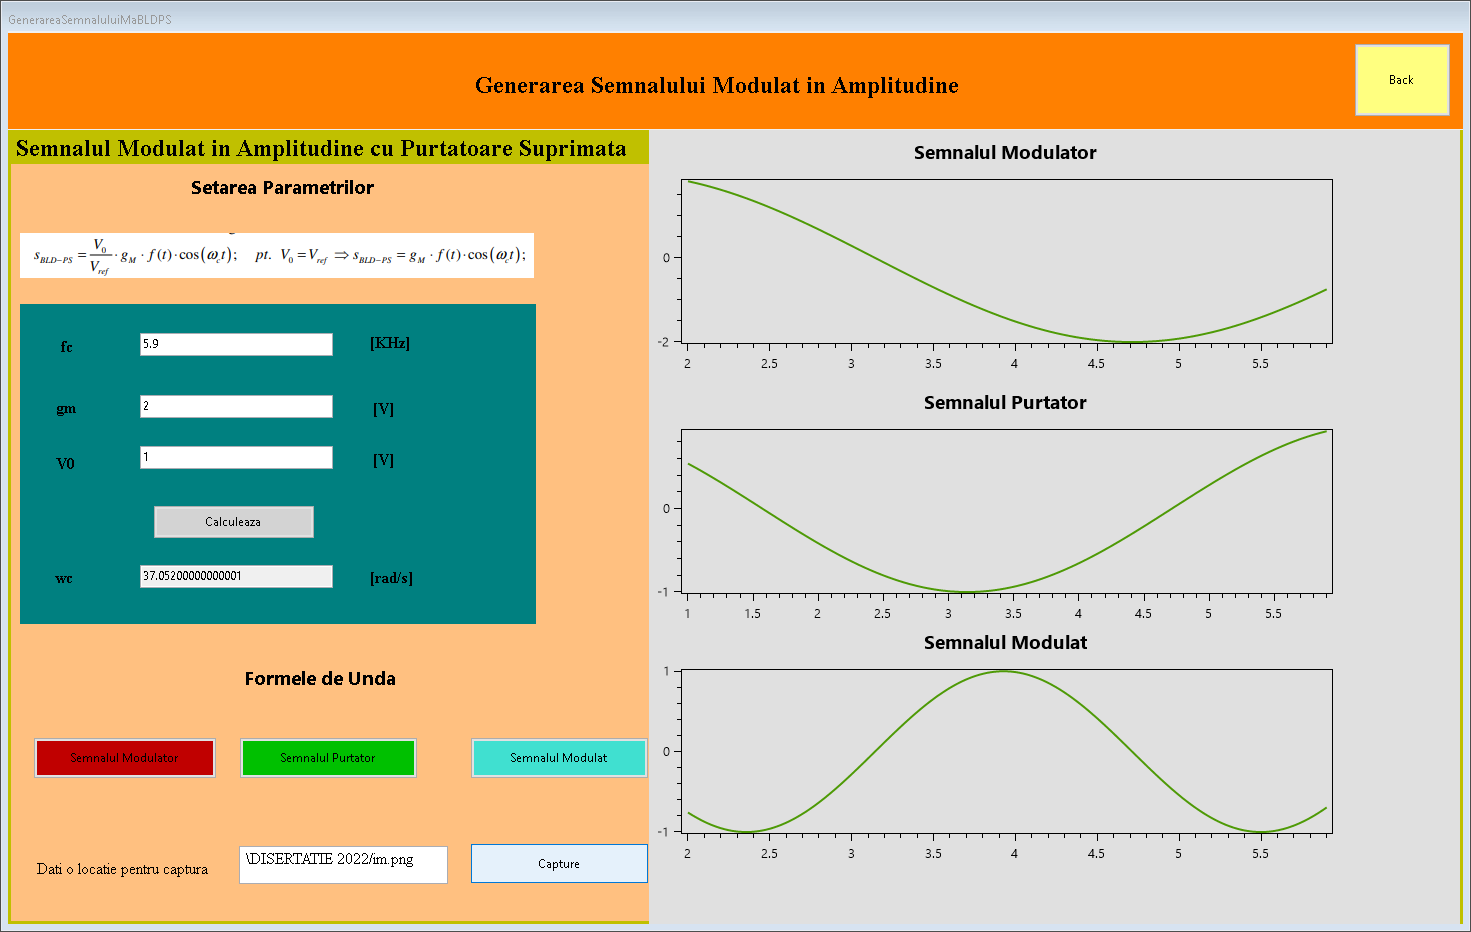 GenerareaSemnaluluiMaBLDPS
Generarea Semnalului Modulat in Amplitudine
Back
Semnalul Modulat in Amplitudine cu Purtatoare Suprimata
Setarea Parametrilor
s_{BLD-PS} = \frac{V_0}{V_{ref}} \cdot g_M \cdot f(t) \cdot \cos(\omega_c t);  pt.  V_0 = V_{ref} \Rightarrow s_{BLD-PS} = g_M \cdot f(t) \cdot \cos(\omega_c t);
fc 5.9 [KHz]
gm 2 [V]
V0 1 [V]
Calculeaza
wc 37.05200000000001 [rad/s]
Formele de Unda
Semnalul Modulator Semnalul Purtator Semnalul Modulat
Dati o locatie pentru captura \DISERTATIE 2022/im.png Capture
Semnalul Modulator
0
-2
2 2.5 3 3.5 4 4.5 5 5.5
Semnalul Purtator
0
-1
1 1.5 2 2.5 3 3.5 4 4.5 5 5.5
Semnalul Modulat
1
0
-1
2 2.5 3 3.5 4 4.5 5 5.5